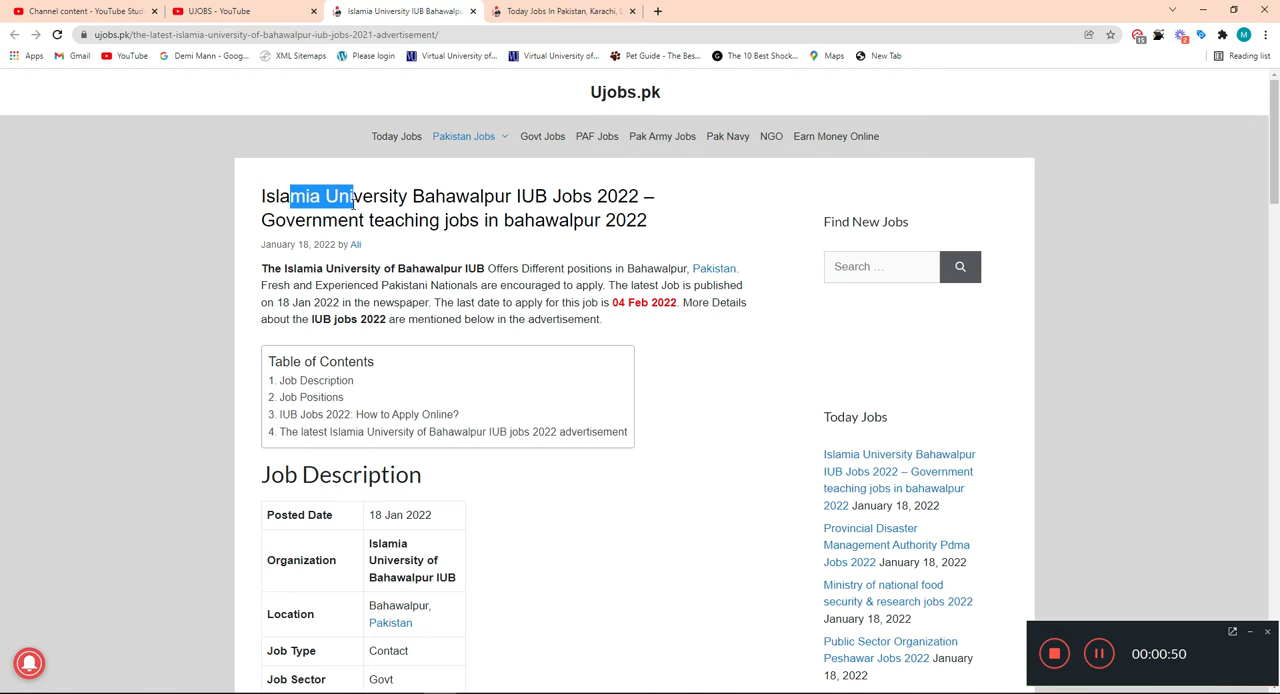 Channel content - YouTube Stud
UJOBS - YouTube
Islamia University IUB Bahawalpu
Today Jobs In Pakistan, Karachi, L
ujobs.pk/the-latest-islamia-university-of-bahawalpur-iub-jobs-2021-advertisement/
15
2
M
Apps
Gmail
YouTube
Demi Mann - Goog...
XML Sitemaps
Please login
Virtual University of...
Virtual University of...
Pet Guide - The Bes...
The 10 Best Shock...
Maps
New Tab
Reading list
Ujobs.pk
Today Jobs
Pakistan Jobs
Govt Jobs
PAF Jobs
Pak Army Jobs
Pak Navy
NGO
Earn Money Online
Islamia University Bahawalpur IUB Jobs 2022 –
Government teaching jobs in bahawalpur 2022
January 18, 2022 by Ali
The Islamia University of Bahawalpur IUB Offers Different positions in Bahawalpur, Pakistan.
Fresh and Experienced Pakistani Nationals are encouraged to apply. The latest Job is published
on 18 Jan 2022 in the newspaper. The last date to apply for this job is 04 Feb 2022. More Details
about the IUB jobs 2022 are mentioned below in the advertisement.
Table of Contents
1. Job Description
2. Job Positions
3. IUB Jobs 2022: How to Apply Online?
4. The latest Islamia University of Bahawalpur IUB jobs 2022 advertisement
Job Description
Posted Date
18 Jan 2022
Organization
Islamia
University of
Bahawalpur IUB
Location
Bahawalpur,
Pakistan
Job Type
Contact
Job Sector
Govt
Find New Jobs
Search …
Today Jobs
Islamia University Bahawalpur
IUB Jobs 2022 – Government
teaching jobs in bahawalpur
2022 January 18, 2022
Provincial Disaster
Management Authority Pdma
Jobs 2022 January 18, 2022
Ministry of national food
security & research jobs 2022
January 18, 2022
Public Sector Organization
Peshawar Jobs 2022 January
18, 2022
00:00:50